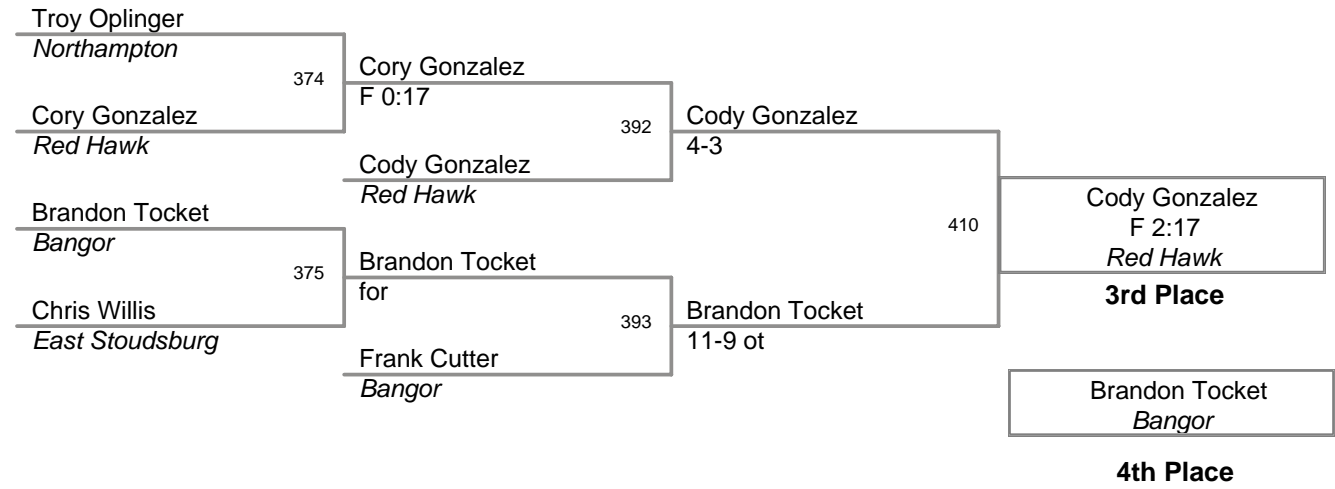 Troy Oplinger
Northampton
374
Cory Gonzalez
F 0:17
Cory Gonzalez
Red Hawk
392
Cody Gonzalez
4-3
Cody Gonzalez
Red Hawk
Brandon Tocket
Bangor
375
Brandon Tocket
for
Chris Willis
East Stoudsburg
393
Brandon Tocket
11-9 ot
Frank Cutter
Bangor
410
Cody Gonzalez
F 2:17
Red Hawk
3rd Place
Brandon Tocket
Bangor
4th Place